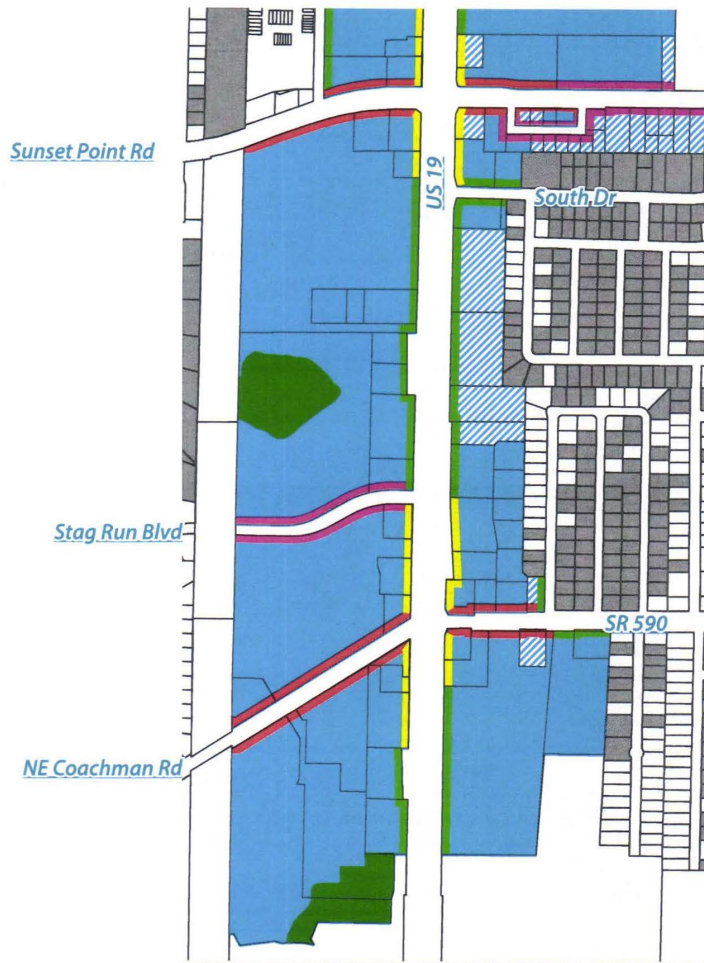 Sunset Point Rd
US 19
South Dr
Stag Run Blvd
SR 590
NE Coachman Rd